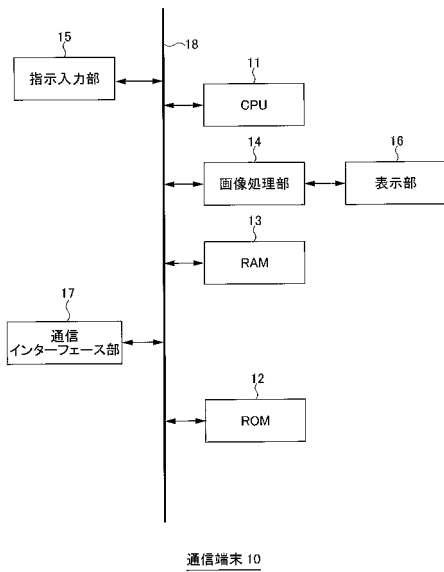 15
18
指示入力部
11
CPU
14
16
画像処理部
表示部
13
RAM
17
通信
インターフェース部
12
ROM
通信端末10